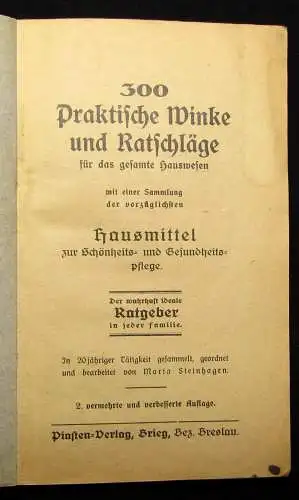 300
Praktische Winke
und Ratschläge
für das gesamte Hauswesen
mit einer Sammlung
der vorzüglichsten
Hausmittel
zur Schönheits- und Gesundheits-
pflege.
Der wahrhaft ideale
Ratgeber
in jeder Familie.
In 20jähriger Tätigkeit gesammelt, geordnet
und bearbeitet von Marta Steinhagen.
2. vermehrte und verbesserte Auflage.
Piasten-Verlag, Brieg, Bez. Breslau.